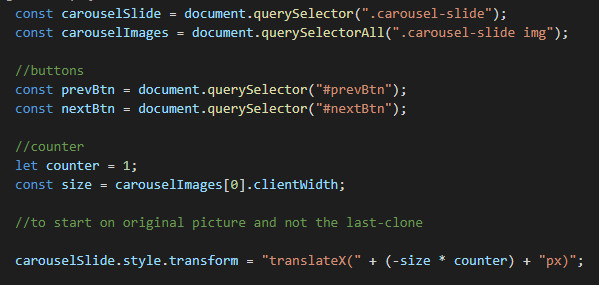 const carouselSlide = document.querySelector(".carousel-slide");
const carouselImages = document.querySelectorAll(".carousel-slide img");
//buttons
const prevBtn = document.querySelector("#prevBtn");
const nextBtn = document.querySelector("#nextBtn");
//counter
let counter = 1;
const size = carouselImages[0].clientWidth;
//to start on original picture and not the last-clone
carouselSlide.style.transform = "translateX(" + (-size * counter) + "px)";